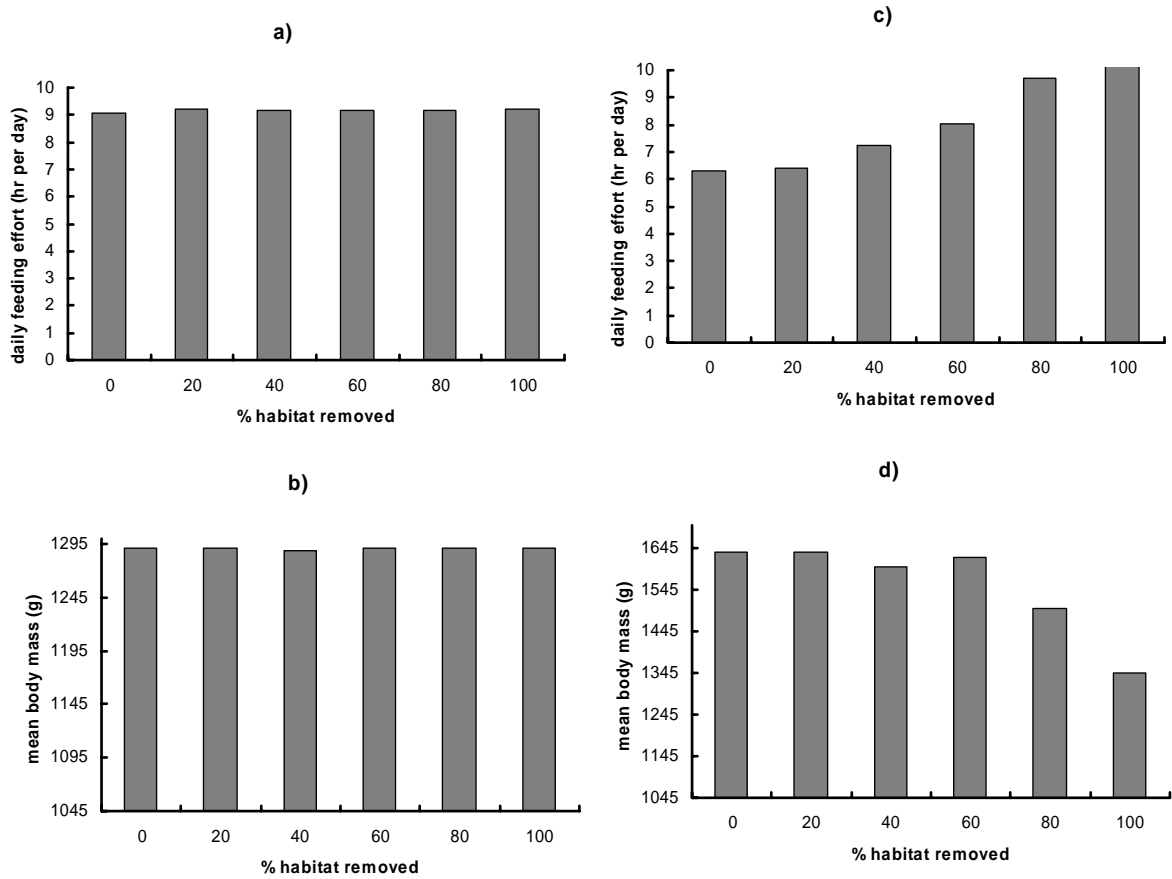 a)
daily feeding effort (hr per day)
10
9
8
7
6
5
4
3
2
1
0
0 20 40 60 80 100
% habitat removed
b)
mean body mass (g)
1295
1245
1195
1145
1095
1045
0 20 40 60 80 100
% habitat removed
c)
daily feeding effort (hr per day)
10
9
8
7
6
5
4
3
2
1
0
0 20 40 60 80 100
% habitat removed
d)
mean body mass (g)
1645
1545
1445
1345
1245
1145
1045
0 20 40 60 80 100
% habitat removed